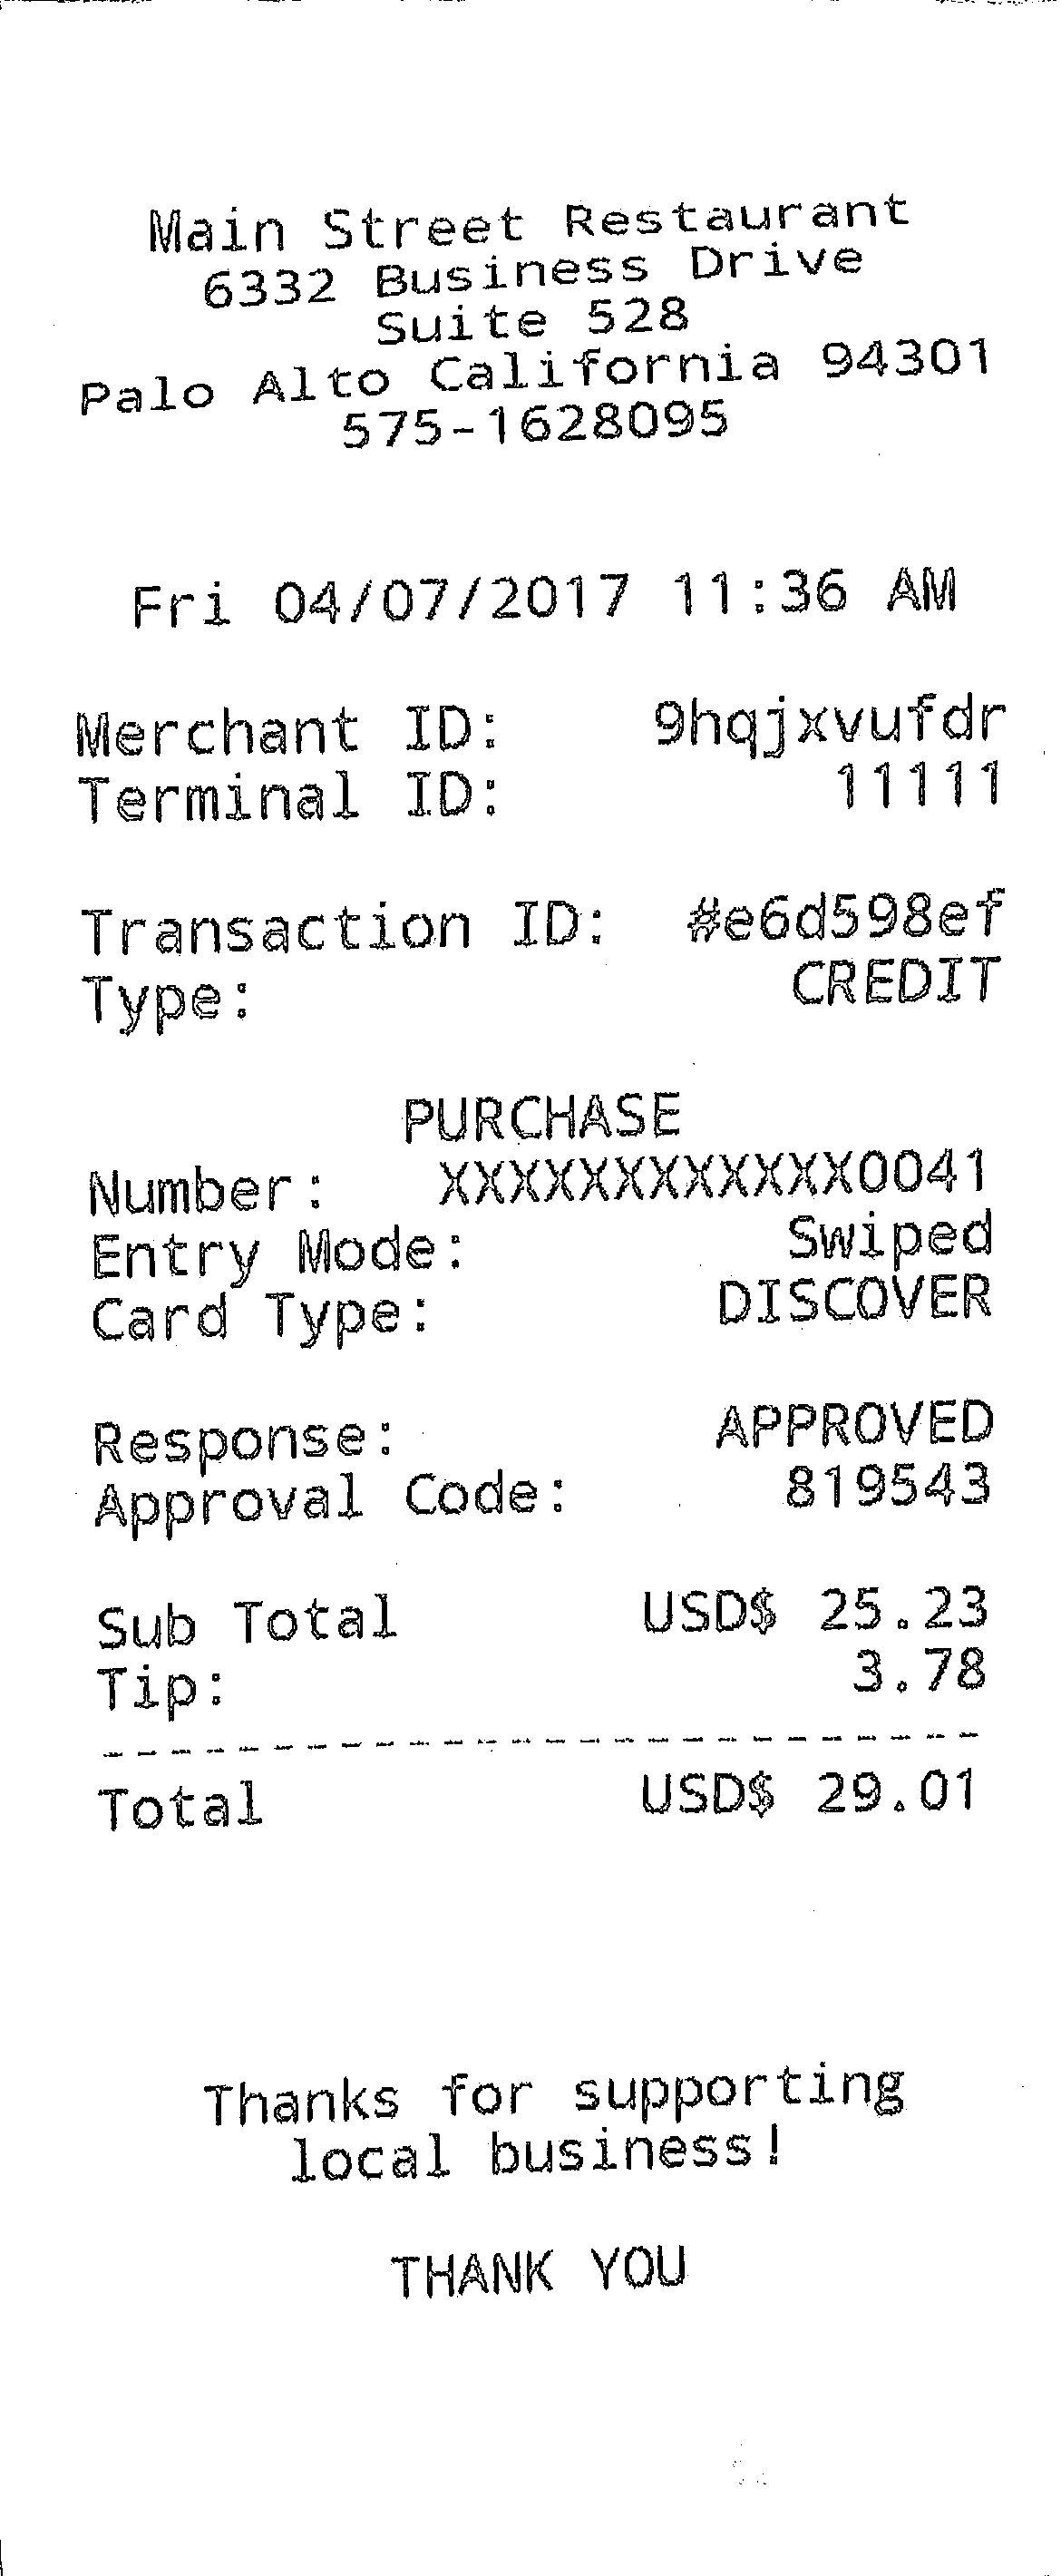 Main Street Restaurant
6332 Business Drive
Suite 528
Palo Alto California 94301
575-1628095
Fri 04/07/2017 11:36 AM
Merchant ID: 9hqjxvufdr
Terminal ID: 11111
Transaction ID: #e6d598ef
Type: CREDIT
PURCHASE
Number: XXXXXXXXXXXX0041
Entry Mode: Swiped
Card Type: DISCOVER
Response: APPROVED
Approval Code: 819543
Sub Total USD$ 25.23
Tip: 3.78
--------------------------
Total USD$ 29.01
Thanks for supporting
local business!
THANK YOU